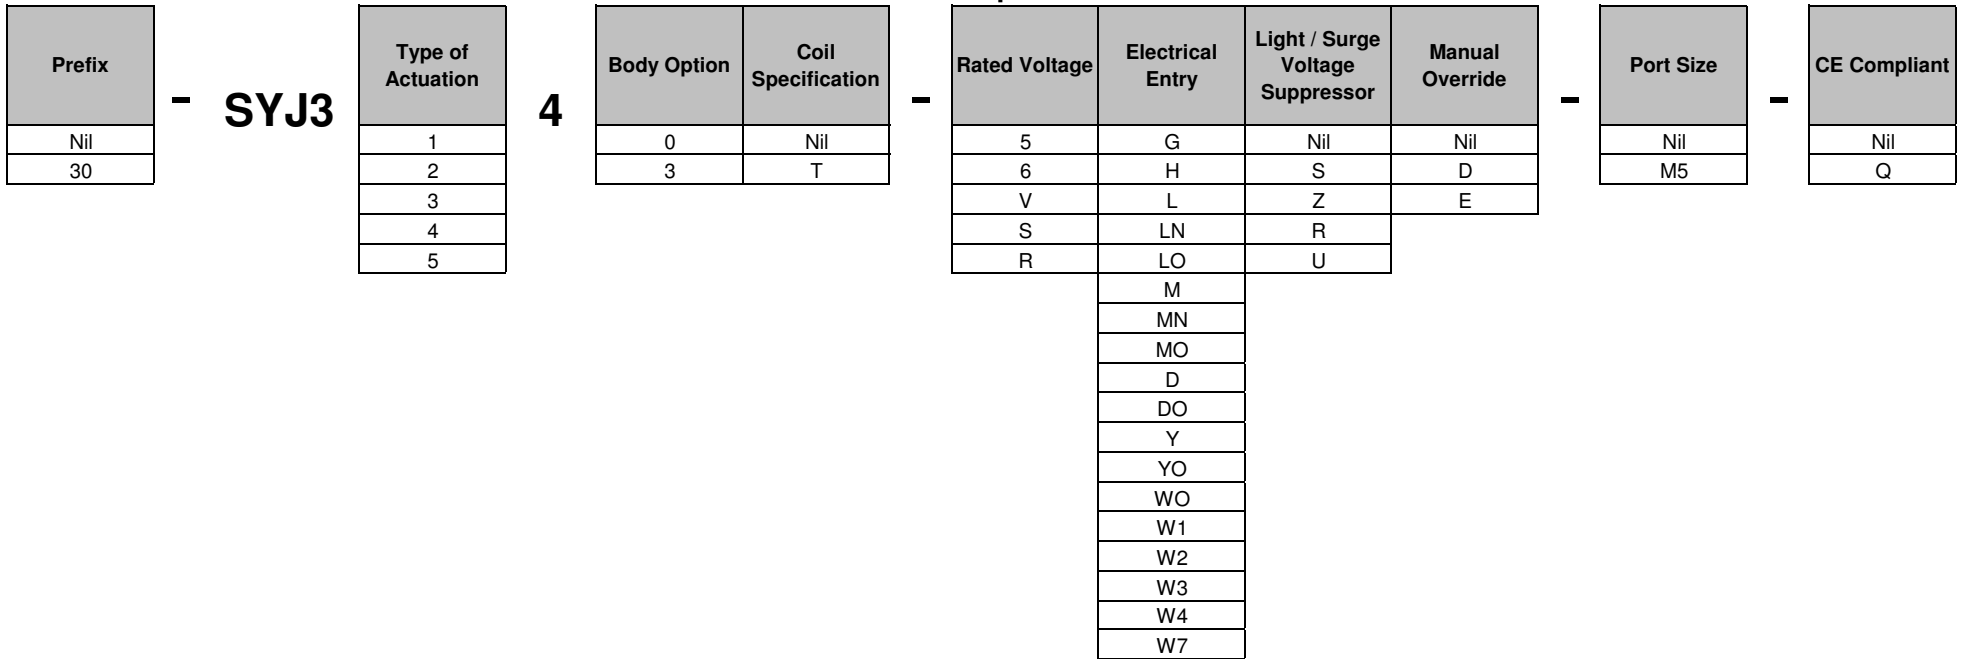 Prefix
Type of Actuation
Body Option
Coil Specification
Rated Voltage
Electrical Entry
Light / Surge Voltage Suppressor
Manual Override
Port Size
CE Compliant
- SYJ3 4 - - -
Nil 1 0 Nil 5 G Nil Nil Nil Nil
30 2 3 T 6 H S D M5 Q
3 V L Z E
4 S LN R
5 R LO U
M
MN
MO
D
DO
Y
YO
WO
W1
W2
W3
W4
W7